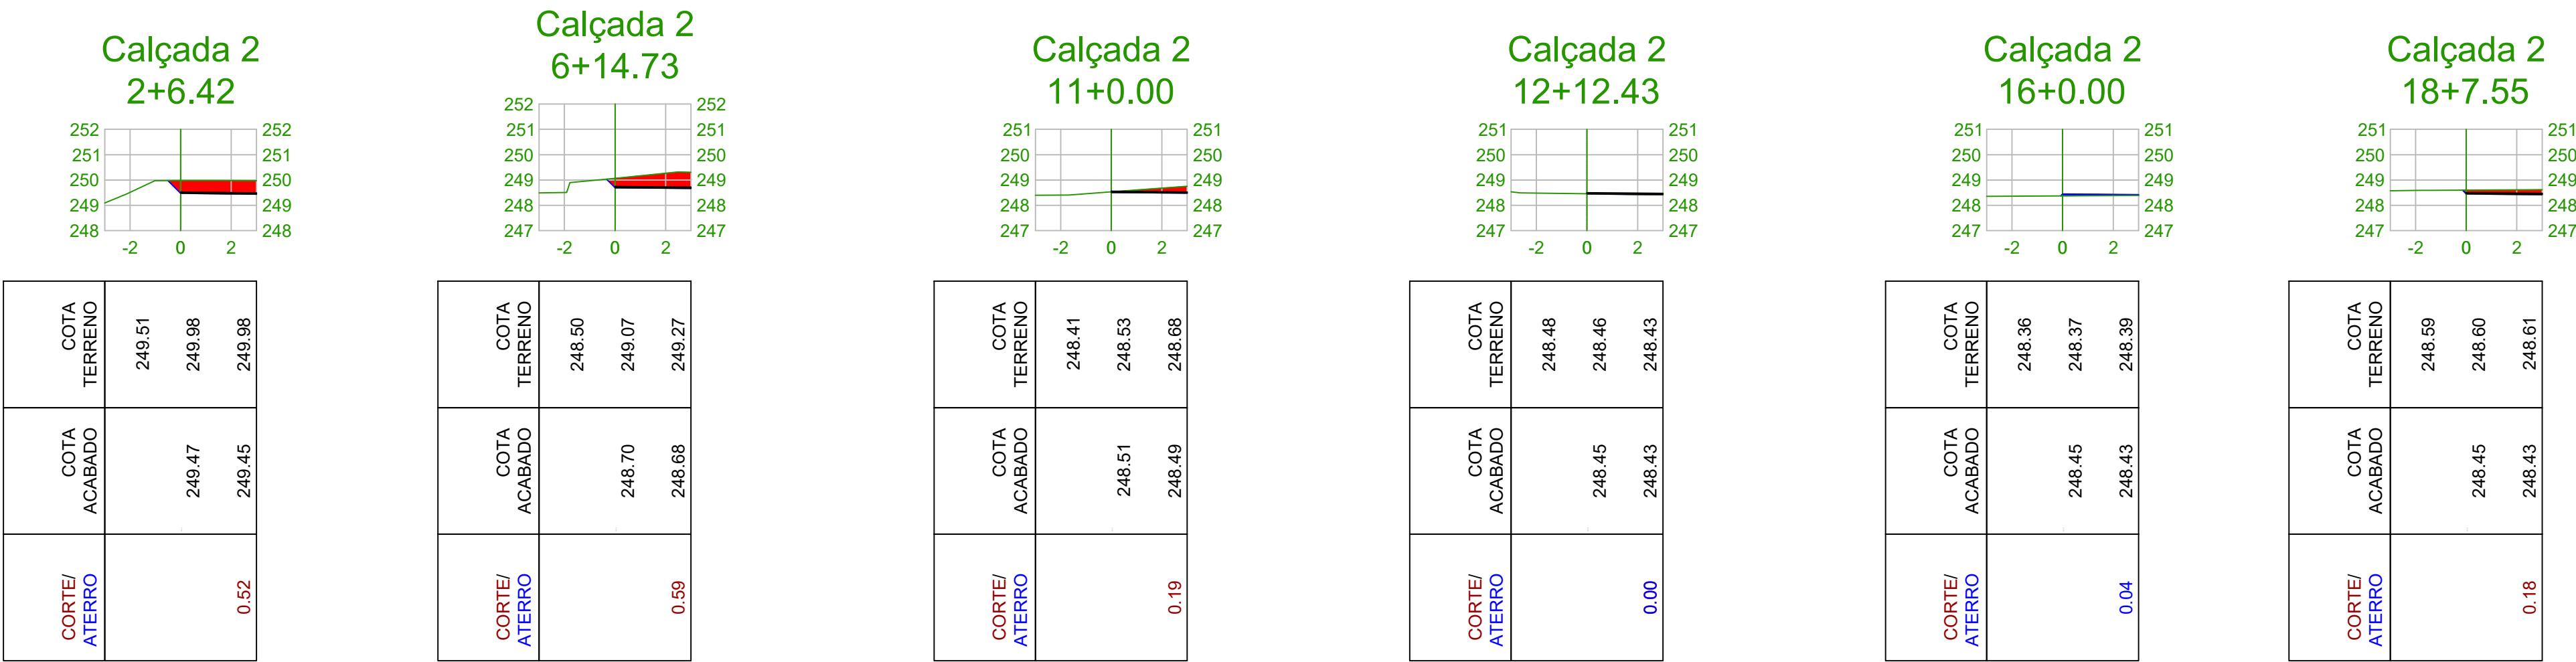 Calçada 2
2+6.42
252
252
251
251
250
250
249
249
248
248
-2
0
2
COTA
TERRENO
249.51
249.98
249.98
COTA
ACABADO
249.47
249.45
CORTE/
ATERRO
0.52
Calçada 2
6+14.73
252
252
251
251
250
250
249
249
248
248
247
247
-2
0
2
COTA
TERRENO
248.50
249.07
249.27
COTA
ACABADO
248.70
248.68
CORTE/
ATERRO
0.59
Calçada 2
11+0.00
251
251
250
250
249
249
248
248
247
247
-2
0
2
COTA
TERRENO
248.41
248.53
248.68
COTA
ACABADO
248.51
248.49
CORTE/
ATERRO
0.19
Calçada 2
12+12.43
251
251
250
250
249
249
248
248
247
247
-2
0
2
COTA
TERRENO
248.48
248.46
248.43
COTA
ACABADO
248.45
248.43
CORTE/
ATERRO
0.00
Calçada 2
16+0.00
251
251
250
250
249
249
248
248
247
247
-2
0
2
COTA
TERRENO
248.36
248.37
248.39
COTA
ACABADO
248.45
248.43
CORTE/
ATERRO
0.04
Calçada 2
18+7.55
251
251
250
250
249
249
248
248
247
247
-2
0
2
COTA
TERRENO
248.59
248.60
248.61
COTA
ACABADO
248.45
248.43
CORTE/
ATERRO
0.18